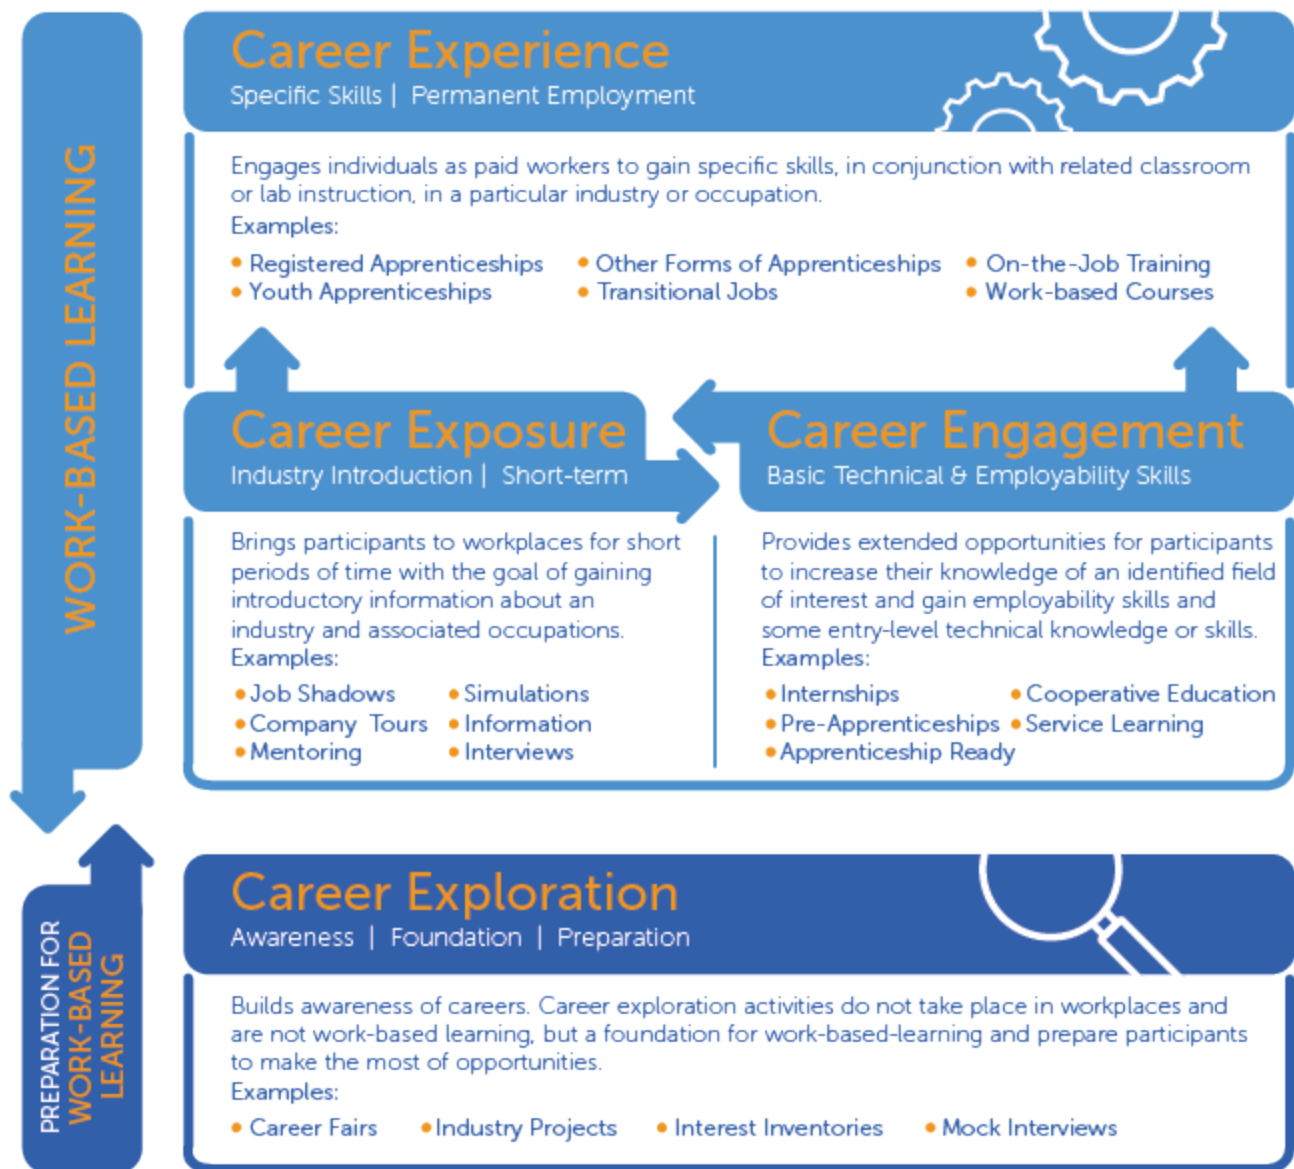 WORK-BASED LEARNING
Career Experience
Specific Skills | Permanent Employment
Engages individuals as paid workers to gain specific skills, in conjunction with related classroom
or lab instruction, in a particular industry or occupation.
Examples:
• Registered Apprenticeships
• Youth Apprenticeships
• Other Forms of Apprenticeships
• Transitional Jobs
• On-the-Job Training
• Work-based Courses
Career Exposure
Industry Introduction | Short-term
Brings participants to workplaces for short
periods of time with the goal of gaining
introductory information about an
industry and associated occupations.
Examples:
• Job Shadows
• Company Tours
• Mentoring
• Simulations
• Information
• Interviews
Career Engagement
Basic Technical & Employability Skills
Provides extended opportunities for participants
to increase their knowledge of an identified field
of interest and gain employability skills and
some entry-level technical knowledge or skills.
Examples:
• Internships
• Pre-Apprenticeships
• Apprenticeship Ready
• Cooperative Education
• Service Learning
PREPARATION FOR
WORK-BASED
LEARNING
Career Exploration
Awareness | Foundation | Preparation
Builds awareness of careers. Career exploration activities do not take place in workplaces and
are not work-based learning, but a foundation for work-based-learning and prepare participants
to make the most of opportunities.
Examples:
• Career Fairs
• Industry Projects
• Interest Inventories
• Mock Interviews